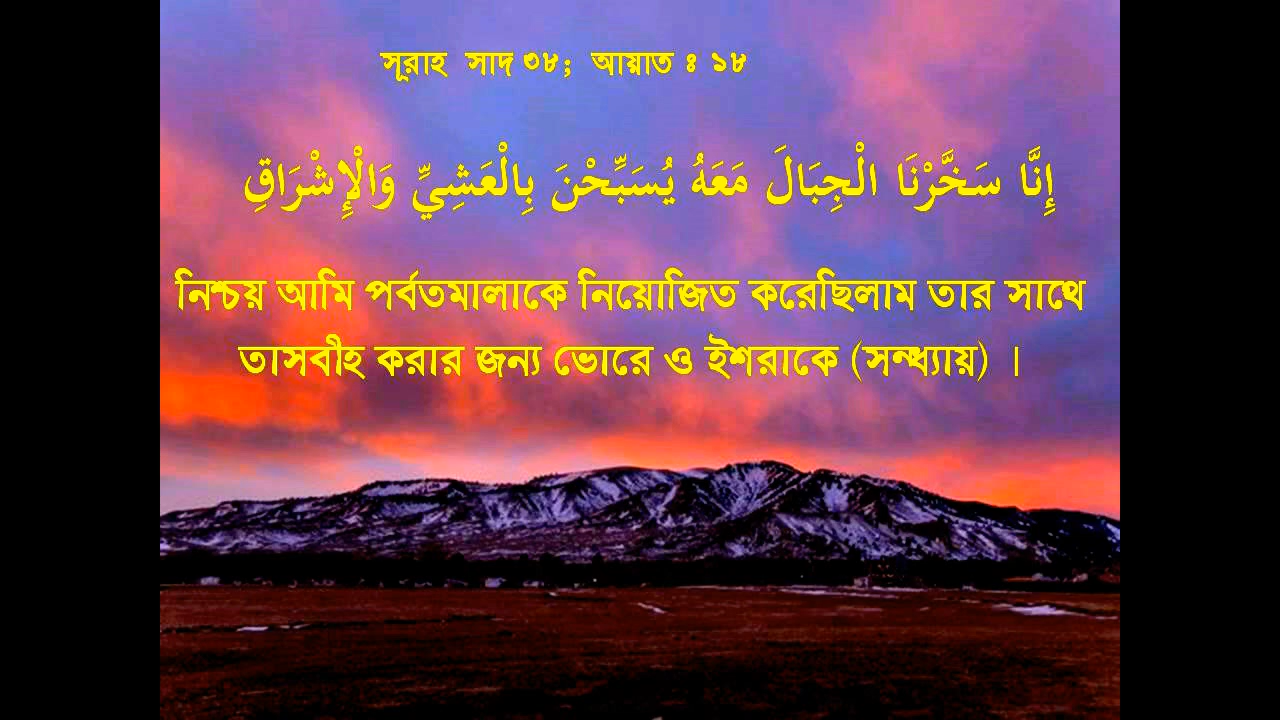 সূরাহ সাদ ৩৮; আয়াত ঃ ১৮
إِنَّا سَخَّرْنَا الْجِبَالَ مَعَهُ يُسَبِّحْنَ بِالْعَشِيِّ وَالْإِشْرَاقِ
নিশ্চয় আমি পর্বতমালাকে নিয়োজিত করেছিলাম তার সাথে
তাসবীহ করার জন্য ভোরে ও ইশরাকে (সন্ধ্যায়) ।